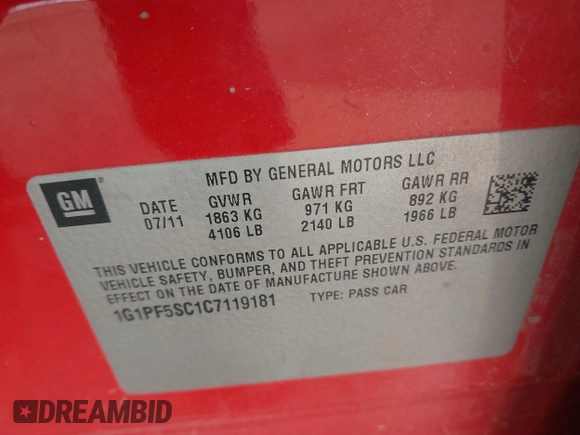 MFD BY GENERAL MOTORS LLC
GM ®
DATE GVWR GAWR FRT GAWR RR
07/11 1863 KG 971 KG 892 KG
4106 LB 2140 LB 1966 LB
THIS VEHICLE CONFORMS TO ALL APPLICABLE U.S. FEDERAL MOTOR
VEHICLE SAFETY, BUMPER, AND THEFT PREVENTION STANDARDS IN
EFFECT ON THE DATE OF MANUFACTURE SHOWN ABOVE.
1G1PF5SC1C7119181 TYPE: PASS CAR
DREAMBID